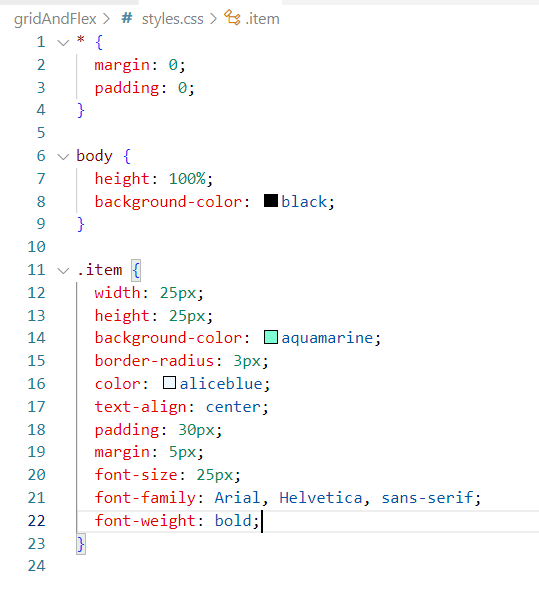 gridAndFlex > # styles.css > .item
1 * {
2 margin: 0;
3 padding: 0;
4 }
5
6 body {
7 height: 100%;
8 background-color: black;
9 }
10
11 .item {
12 width: 25px;
13 height: 25px;
14 background-color: aquamarine;
15 border-radius: 3px;
16 color: aliceblue;
17 text-align: center;
18 padding: 30px;
19 margin: 5px;
20 font-size: 25px;
21 font-family: Arial, Helvetica, sans-serif;
22 font-weight: bold;
23 }
24